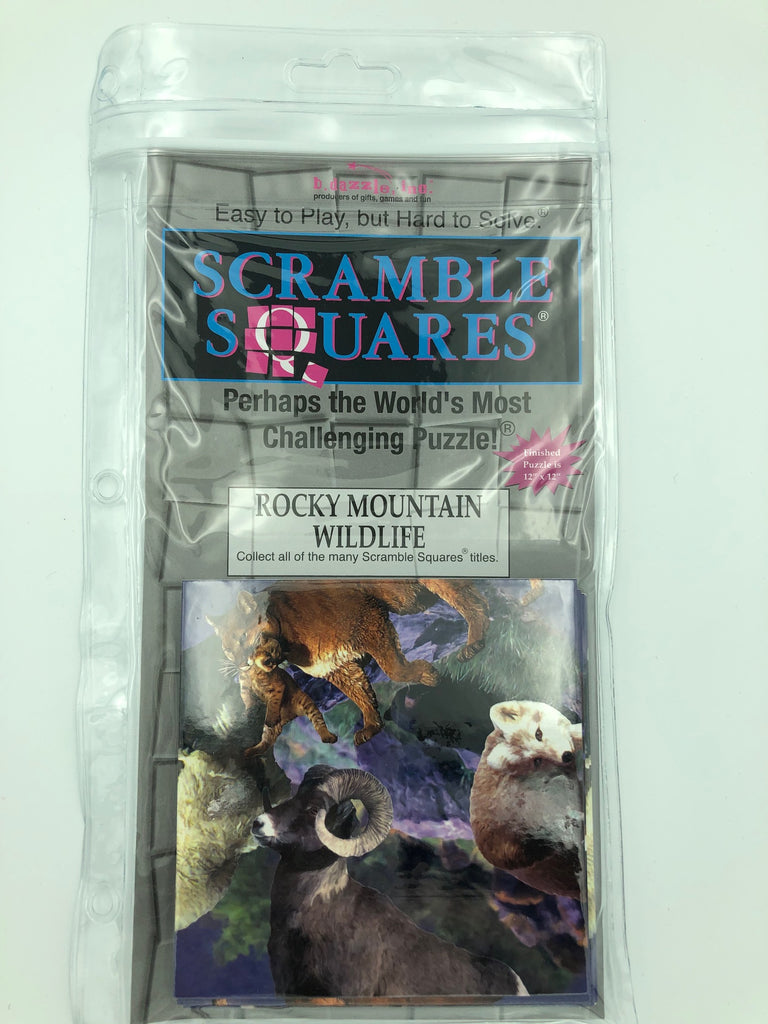 b.dazzle, inc.
producers of gifts, games and fun
Easy to Play, but Hard to Solve.®
SCRAMBLE
SQUARES®
Perhaps the World's Most
Challenging Puzzle!®
Finished
Puzzle is
12" x 12"
ROCKY MOUNTAIN
WILDLIFE
Collect all of the many Scramble Squares® titles.